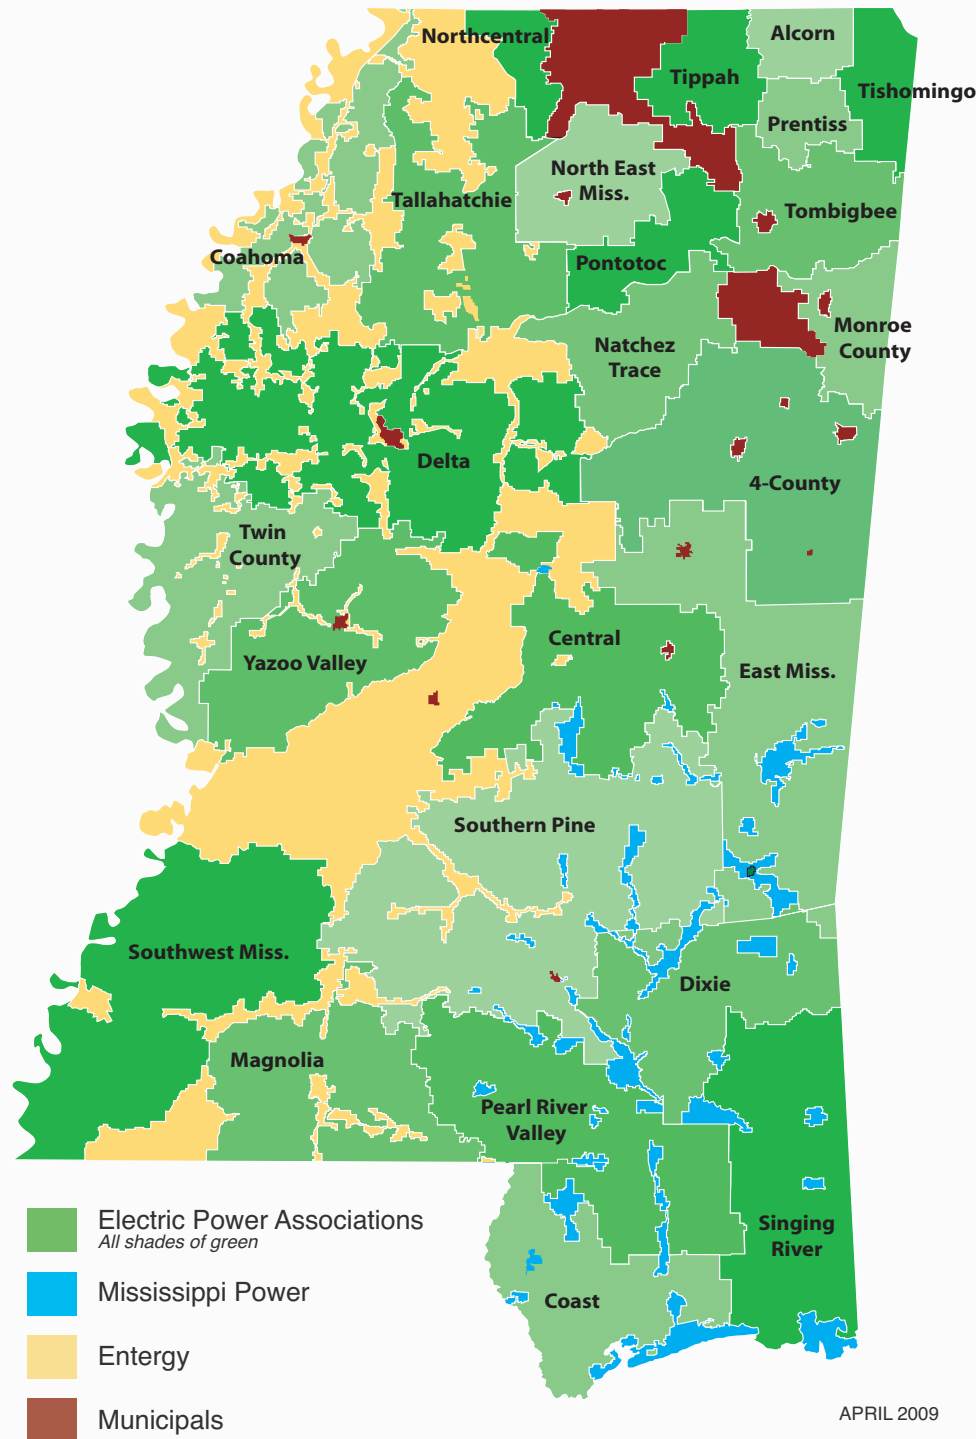 Northcentral
Alcorn
Tippah
Tishomingo
Prentiss
North East
Miss.
Tallahatchie
Tombigbee
Coahoma
Pontotoc
Monroe
County
Natchez
Trace
Delta
4-County
Twin
County
Central
Yazoo Valley
East Miss.
Southern Pine
Southwest Miss.
Dixie
Magnolia
Pearl River
Valley
Singing
River
Coast
Electric Power Associations
All shades of green
Mississippi Power
Entergy
Municipals
APRIL 2009